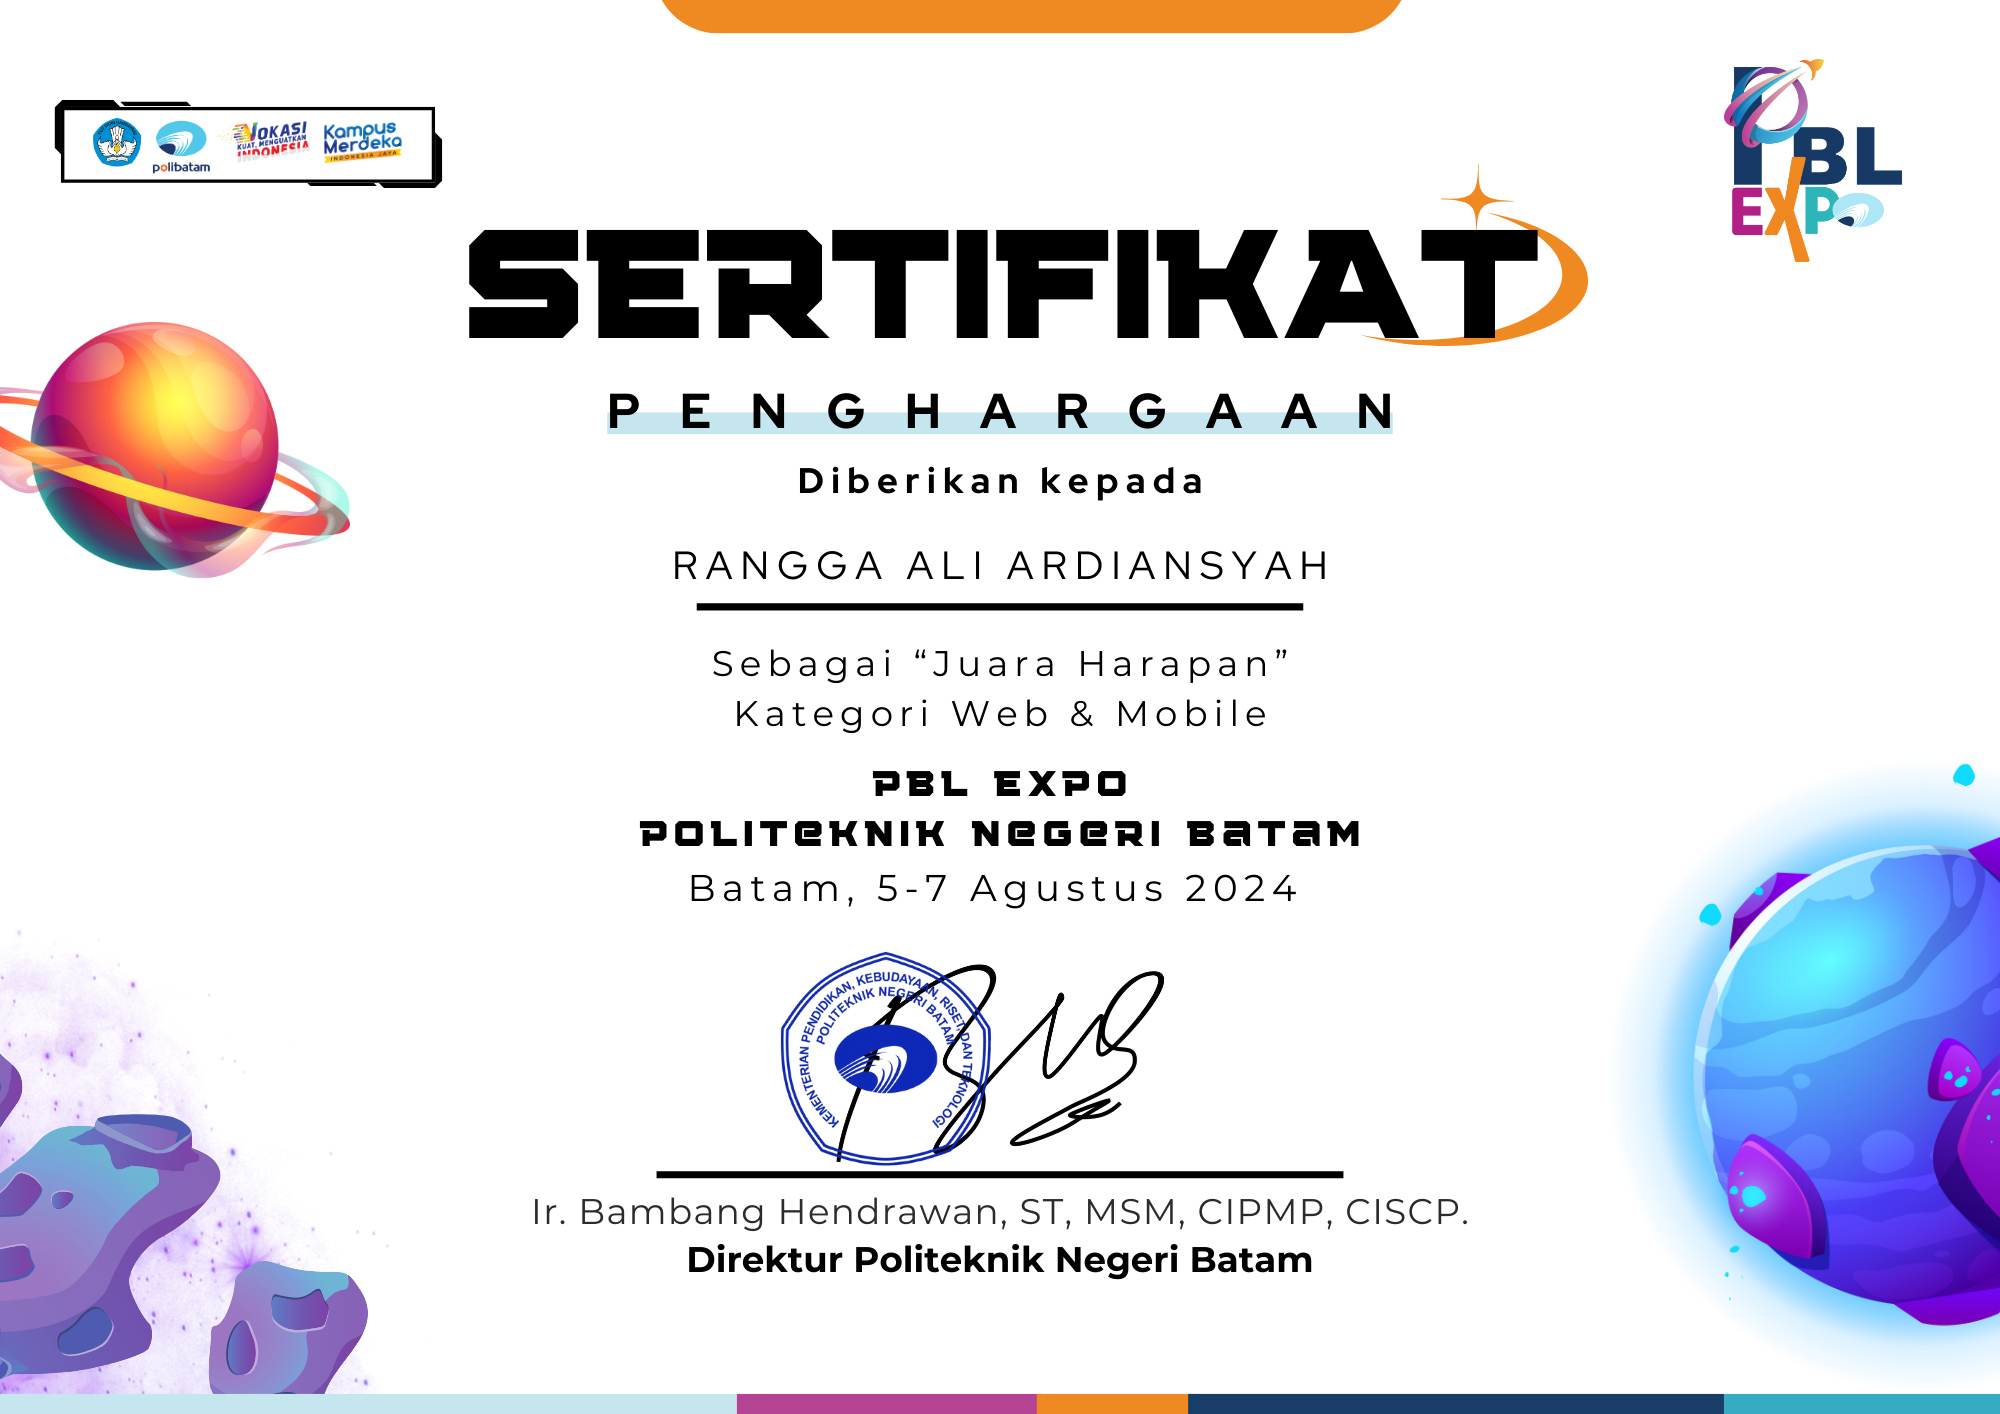 polibatam
VOKASI
KUAT, MENGUATKAN
INDONESIA
Kampus
Merdeka
INDONESIA JAYA
PBL
EXPO
SERTIFIKAT
PENGHARGAAN
Diberikan kepada
RANGGA ALI ARDIANSYAH
Sebagai “Juara Harapan”
Kategori Web & Mobile
PBL EXPO
POLITEKNIK NEGERI BATAM
Batam, 5-7 Agustus 2024
KEMENTERIAN PENDIDIKAN, KEBUDAYAAN, RISET, DAN TEKNOLOGI
POLITEKNIK NEGERI BATAM
Ir. Bambang Hendrawan, ST, MSM, CIPMP, CISCP.
Direktur Politeknik Negeri Batam